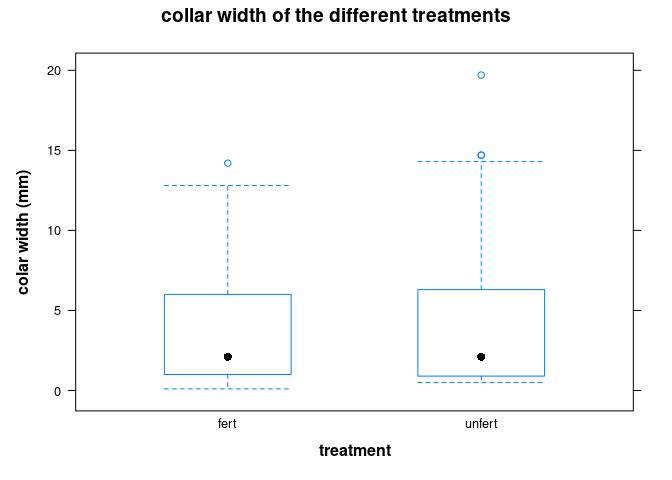 collar width of the different treatments
20
15
10
5
0
colar width (mm)
fert
unfert
treatment